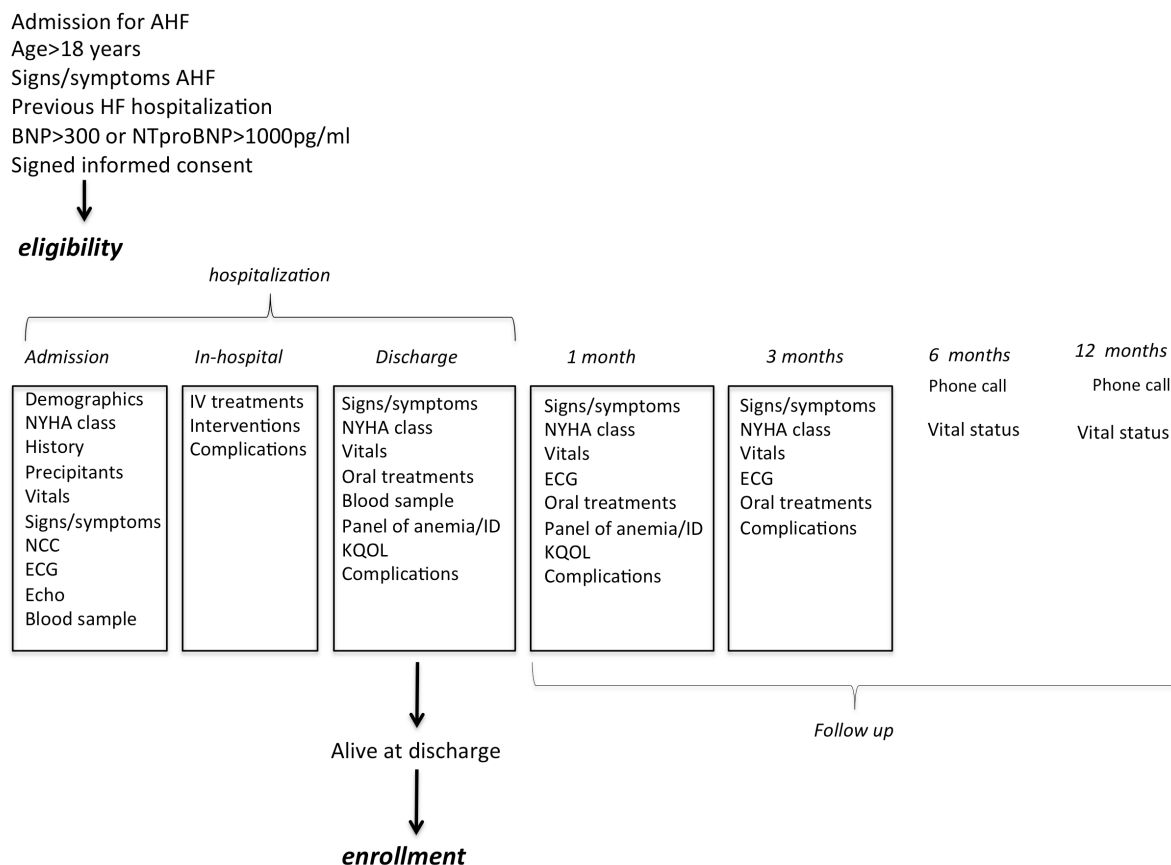 Admission for AHF
Age>18 years
Signs/symptoms AHF
Previous HF hospitalization
BNP>300 or NTproBNP>1000pg/ml
Signed informed consent
eligibility
hospitalization
Admission
Demographics
NYHA class
History
Precipitants
Vitals
Signs/symptoms
NCC
ECG
Echo
Blood sample
In-hospital
IV treatments
Interventions
Complications
Discharge
Signs/symptoms
NYHA class
Vitals
Oral treatments
Blood sample
Panel of anemia/ID
KQOL
Complications
1 month
Signs/symptoms
NYHA class
Vitals
ECG
Oral treatments
Panel of anemia/ID
KQOL
Complications
3 months
Signs/symptoms
NYHA class
Vitals
ECG
Oral treatments
Complications
6 months
Phone call
Vital status
12 months
Phone call
Vital status
Follow up
Alive at discharge
enrollment